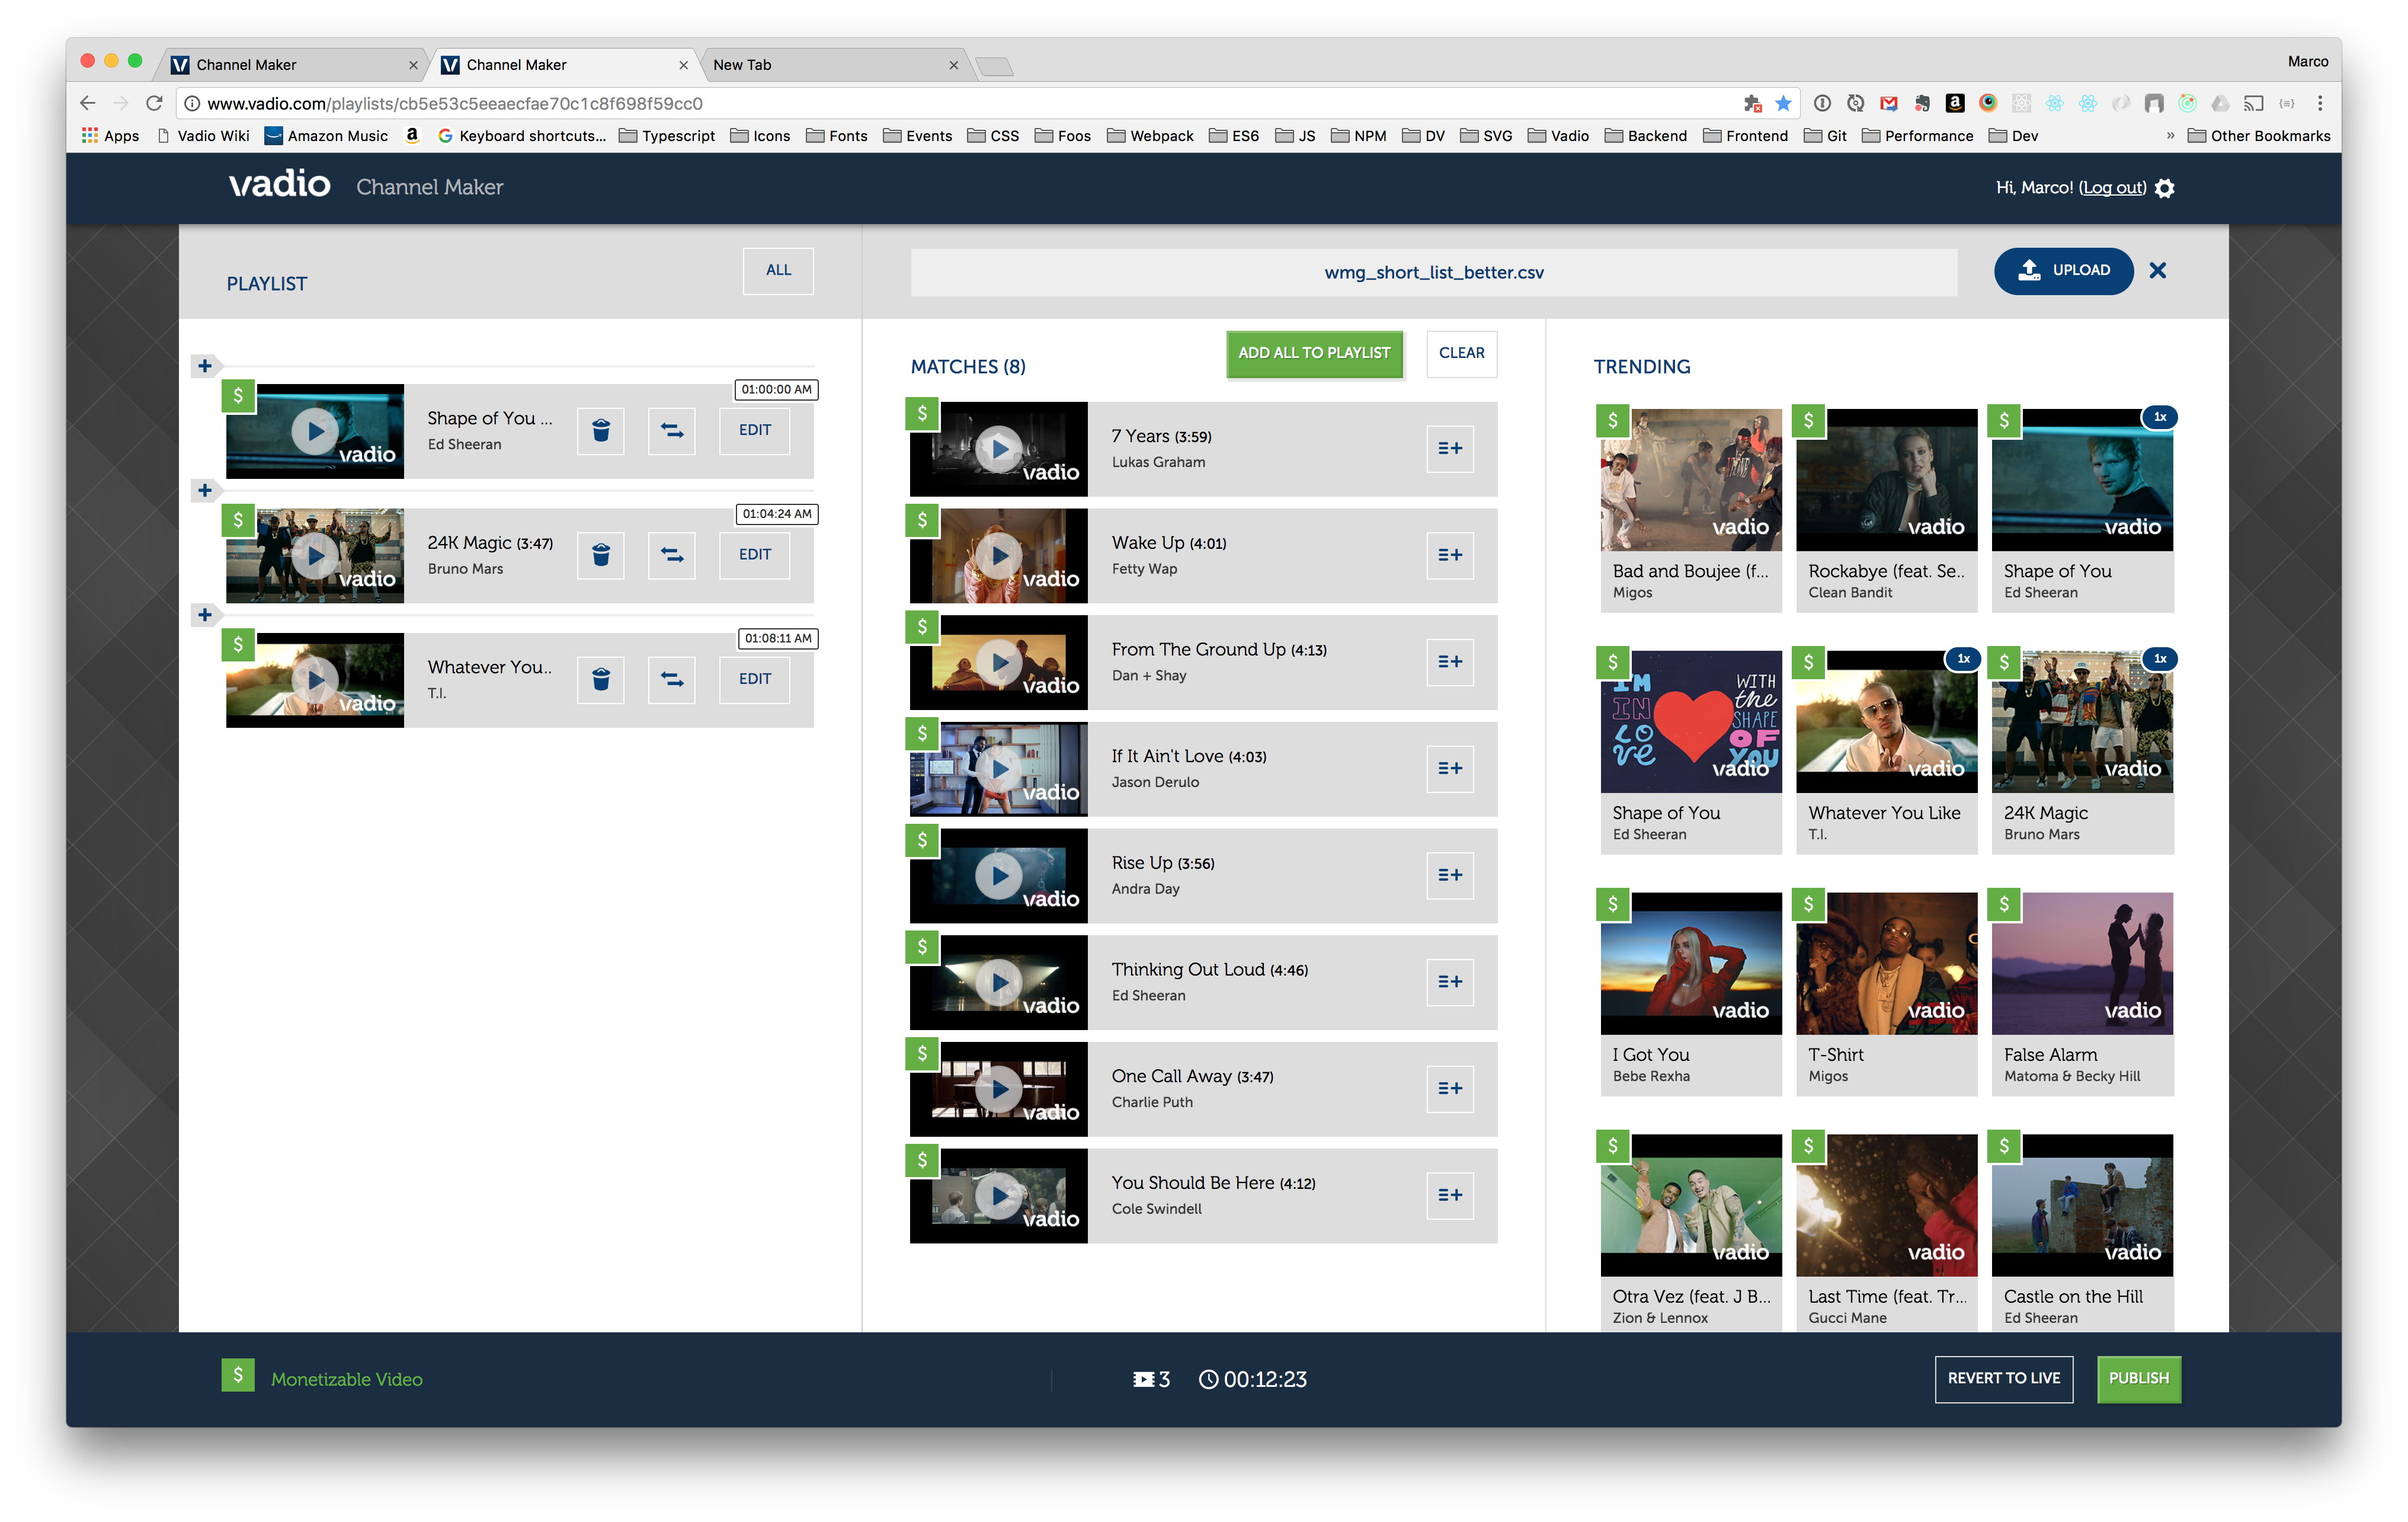 Channel Maker
Channel Maker
New Tab
Marco
www.vadio.com/playlists/cb5e53c5eeaecfae70c1c8f698f59cc0
Apps
Vadio Wiki
Amazon Music
Keyboard shortcuts...
Typescript
Icons
Fonts
Events
CSS
Foos
Webpack
ES6
JS
NPM
DV
SVG
Vadio
Backend
Frontend
Git
Performance
Dev
»
Other Bookmarks
vadio Channel Maker
Hi, Marco! (Log out)
PLAYLIST
ALL
wmg_short_list_better.csv
UPLOAD
$
vadio
01:00:00 AM
Shape of You ...
Ed Sheeran
EDIT
$
vadio
01:04:24 AM
24K Magic (3:47)
Bruno Mars
EDIT
$
vadio
01:08:11 AM
Whatever You..
T.I.
EDIT
MATCHES (8)
ADD ALL TO PLAYLIST
CLEAR
$
vadio
7 Years (3:59)
Lukas Graham
$
vadio
Wake Up (4:01)
Fetty Wap
$
vadio
From The Ground Up (4:13)
Dan + Shay
$
vadio
If It Ain't Love (4:03)
Jason Derulo
$
vadio
Rise Up (3:56)
Andra Day
$
vadio
Thinking Out Loud (4:46)
Ed Sheeran
$
vadio
One Call Away (3:47)
Charlie Puth
$
vadio
You Should Be Here (4:12)
Cole Swindell
TRENDING
$
vadio
Bad and Boujee (f...
Migos
$
vadio
Rockabye (feat. Se..
Clean Bandit
$
1x
vadio
Shape of You
Ed Sheeran
$
I'M
IN
LO
VE
WITH
the
SHAPE
OF
YOU
vadio
Shape of You
Ed Sheeran
$
1x
vadio
Whatever You Like
T.I.
$
1x
vadio
24K Magic
Bruno Mars
$
vadio
I Got You
Bebe Rexha
$
vadio
T-Shirt
Migos
$
vadio
False Alarm
Matoma & Becky Hill
$
vadio
Otra Vez (feat. J B...
Zion & Lennox
$
vadio
Last Time (feat. Tr...
Gucci Mane
$
vadio
Castle on the Hill
Ed Sheeran
$
Monetizable Video
3
00:12:23
REVERT TO LIVE
PUBLISH